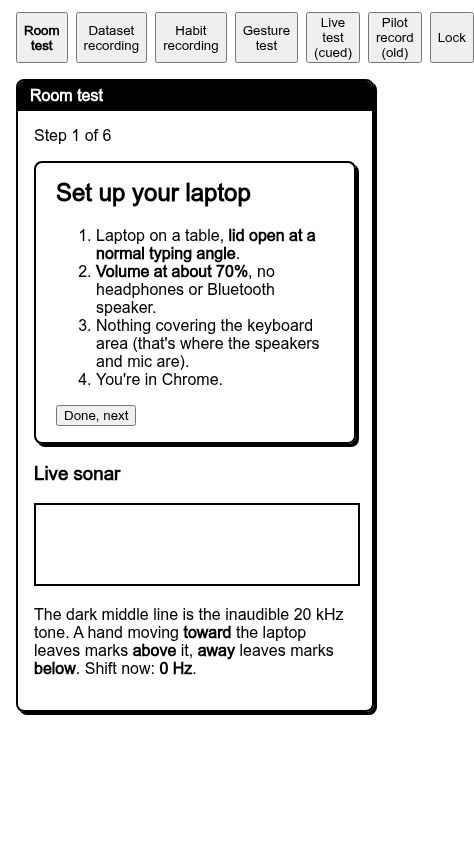 Room test
Dataset recording
Habit recording
Gesture test
Live test (cued)
Pilot record (old)
Lock
Room test
Step 1 of 6
Set up your laptop
1. Laptop on a table, lid open at a
normal typing angle.
2. Volume at about 70%, no
headphones or Bluetooth
speaker.
3. Nothing covering the keyboard
area (that's where the speakers
and mic are).
4. You're in Chrome.
Done, next
Live sonar
The dark middle line is the inaudible 20 kHz
tone. A hand moving toward the laptop
leaves marks above it, away leaves marks
below. Shift now: 0 Hz.